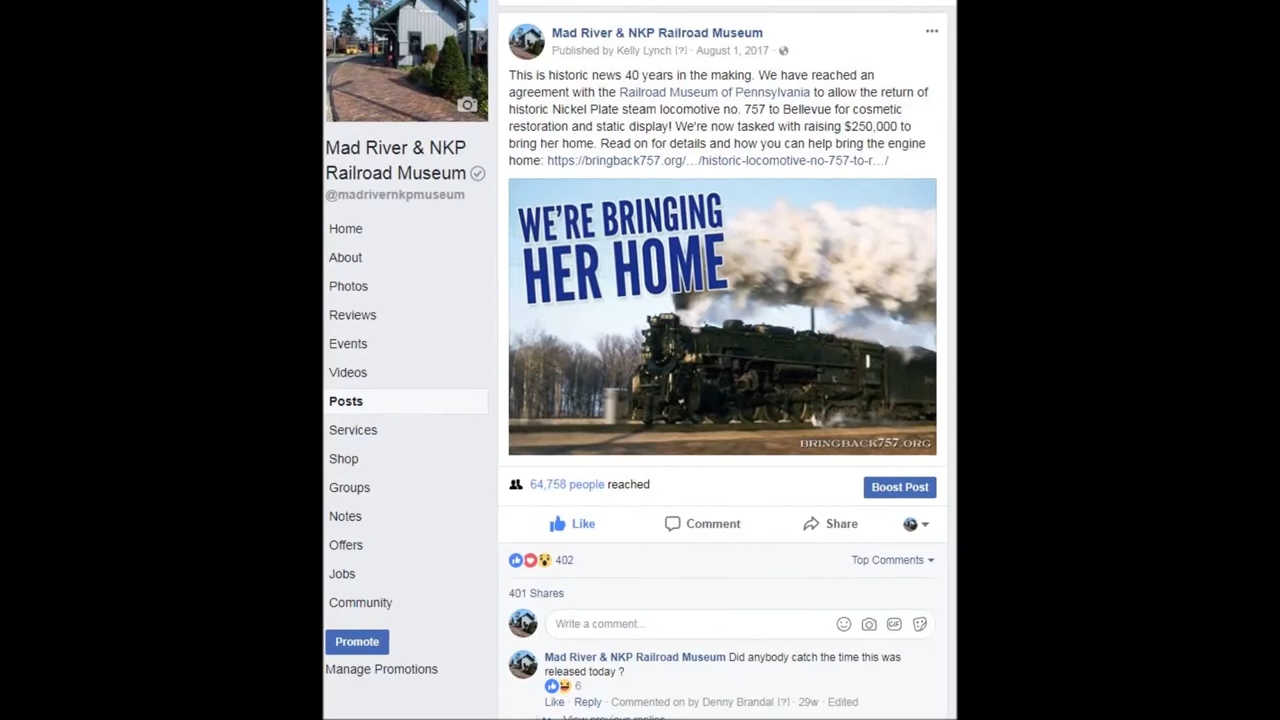 Mad River & NKP
Railroad Museum
@madrivernkpmuseum
Home
About
Photos
Reviews
Events
Videos
Posts
Services
Shop
Groups
Notes
Offers
Jobs
Community
Promote
Manage Promotions
Mad River & NKP Railroad Museum
Published by Kelly Lynch [?] · August 1, 2017 ·
This is historic news 40 years in the making. We have reached an
agreement with the Railroad Museum of Pennsylvania to allow the return of
historic Nickel Plate steam locomotive no. 757 to Bellevue for cosmetic
restoration and static display! We're now tasked with raising $250,000 to
bring her home. Read on for details and how you can help bring the engine
home: https://bringback757.org/…/historic-locomotive-no-757-to-r…/
WE'RE BRINGING
HER HOME
BRINGBACK757.ORG
64,758 people reached
Boost Post
Like Comment Share
402 Top Comments
401 Shares
Write a comment...
GIF
Mad River & NKP Railroad Museum Did anybody catch the time this was
released today ?
6
Like · Reply · Commented on by Denny Brandal [?] · 29w · Edited
View previous replies